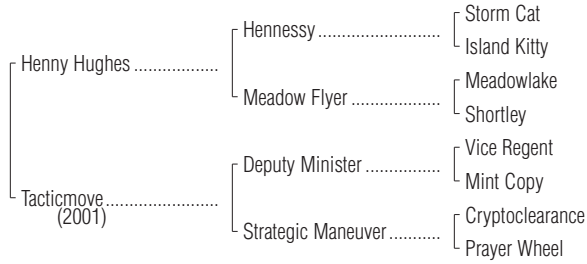 Storm Cat
Hennessy ........................................
Island Kitty
Henny Hughes ...........................
Meadowlake
Meadow Flyer .............................
Shortley
Vice Regent
Deputy Minister ........................
Mint Copy
Tacticmove....................................
(2001)
Cryptoclearance
Strategic Maneuver ................
Prayer Wheel